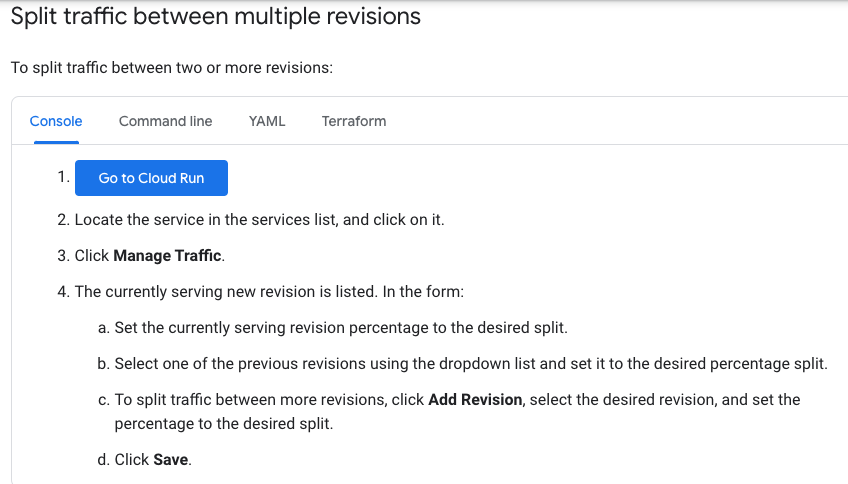 Split traffic between multiple revisions
To split traffic between two or more revisions:
Console Command line YAML Terraform
1. Go to Cloud Run
2. Locate the service in the services list, and click on it.
3. Click Manage Traffic.
4. The currently serving new revision is listed. In the form:
a. Set the currently serving revision percentage to the desired split.
b. Select one of the previous revisions using the dropdown list and set it to the desired percentage split.
c. To split traffic between more revisions, click Add Revision, select the desired revision, and set the
percentage to the desired split.
d. Click Save.